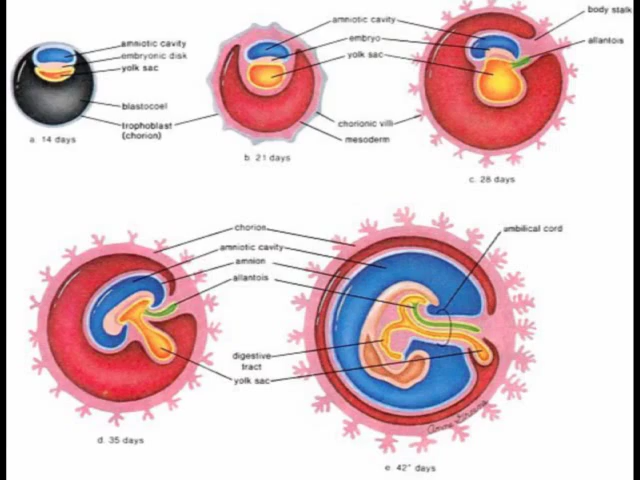 amniotic cavity
embryonic disk
yolk sac
blastocoel
trophoblast
(chorion)
a. 14 days
amniotic cavity
embryo
yolk sac
chorionic villi
mesoderm
b. 21 days
body stalk
allantois
c. 28 days
chorion
amniotic cavity
amnion
allantois
digestive
tract
yolk sac
d. 35 days
umbilical cord
e. 42+ days